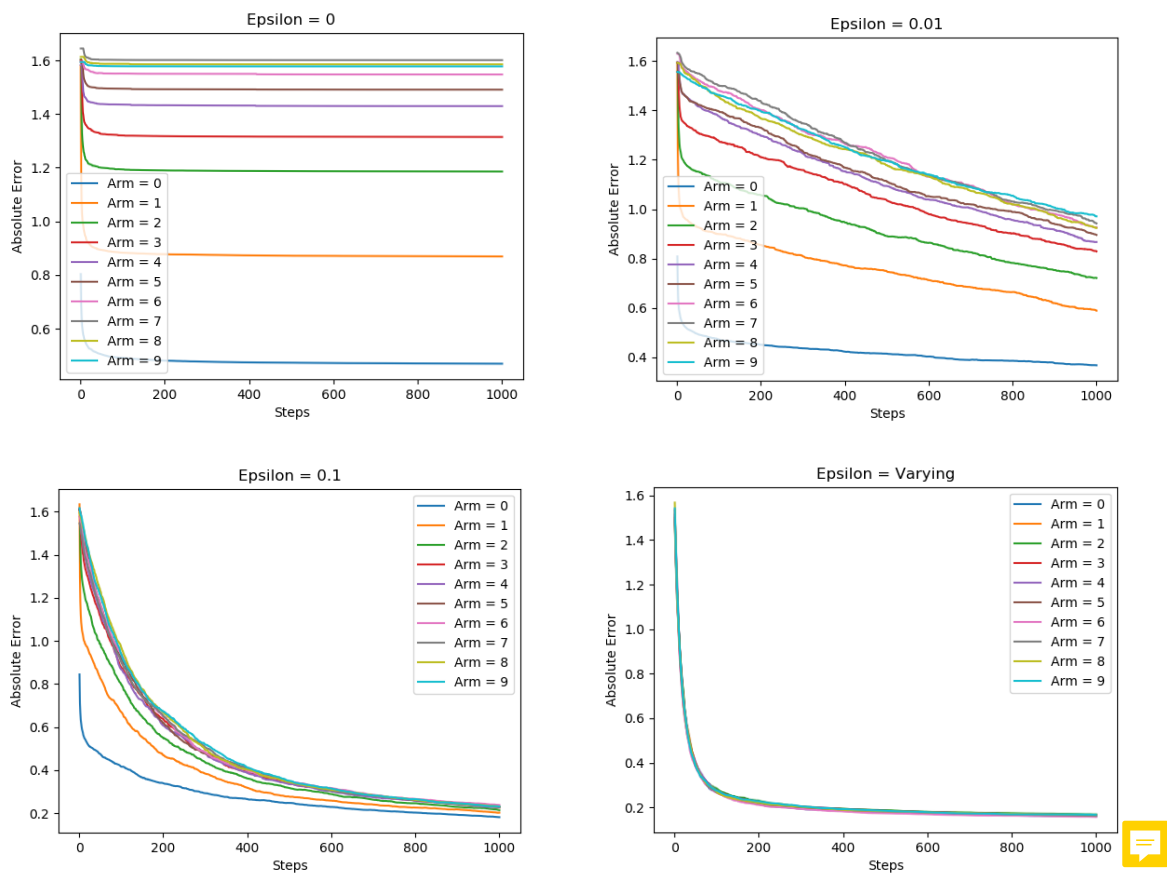 Epsilon = 0
Absolute Error
1.6
1.4
1.2
1.0
0.8
0.6
Arm = 0
Arm = 1
Arm = 2
Arm = 3
Arm = 4
Arm = 5
Arm = 6
Arm = 7
Arm = 8
Arm = 9
0 200 400 600 800 1000
Steps
Epsilon = 0.01
Absolute Error
1.6
1.4
1.2
1.0
0.8
0.6
0.4
Arm = 0
Arm = 1
Arm = 2
Arm = 3
Arm = 4
Arm = 5
Arm = 6
Arm = 7
Arm = 8
Arm = 9
0 200 400 600 800 1000
Steps
Epsilon = 0.1
Absolute Error
1.6
1.4
1.2
1.0
0.8
0.6
0.4
0.2
Arm = 0
Arm = 1
Arm = 2
Arm = 3
Arm = 4
Arm = 5
Arm = 6
Arm = 7
Arm = 8
Arm = 9
0 200 400 600 800 1000
Steps
Epsilon = Varying
Absolute Error
1.6
1.4
1.2
1.0
0.8
0.6
0.4
0.2
Arm = 0
Arm = 1
Arm = 2
Arm = 3
Arm = 4
Arm = 5
Arm = 6
Arm = 7
Arm = 8
Arm = 9
0 200 400 600 800 1000
Steps